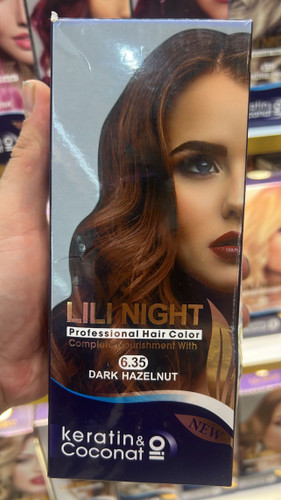 LILI NIGHT
Professional Hair Color
Complete Nourishment With
6.35
DARK HAZELNUT
NEW
keratin&
Coconat
Oil